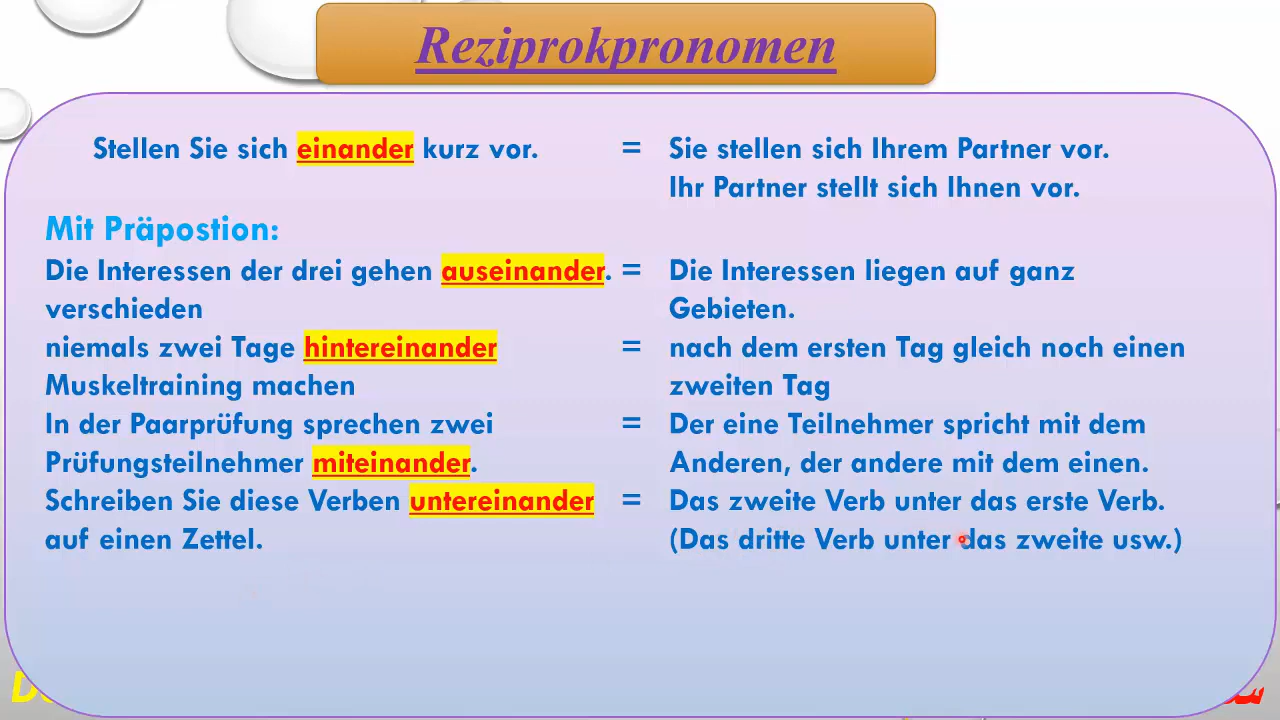 Reziprokpronomen
Stellen Sie sich einander kurz vor. = Sie stellen sich Ihrem Partner vor.
Ihr Partner stellt sich Ihnen vor.
Mit Präpostion:
Die Interessen der drei gehen auseinander. = Die Interessen liegen auf ganz
verschieden Gebieten.
niemals zwei Tage hintereinander = nach dem ersten Tag gleich noch einen
Muskeltraining machen zweiten Tag
In der Paarprüfung sprechen zwei = Der eine Teilnehmer spricht mit dem
Prüfungsteilnehmer miteinander. Anderen, der andere mit dem einen.
Schreiben Sie diese Verben untereinander = Das zweite Verb unter das erste Verb.
auf einen Zettel. (Das dritte Verb unter das zweite usw.)